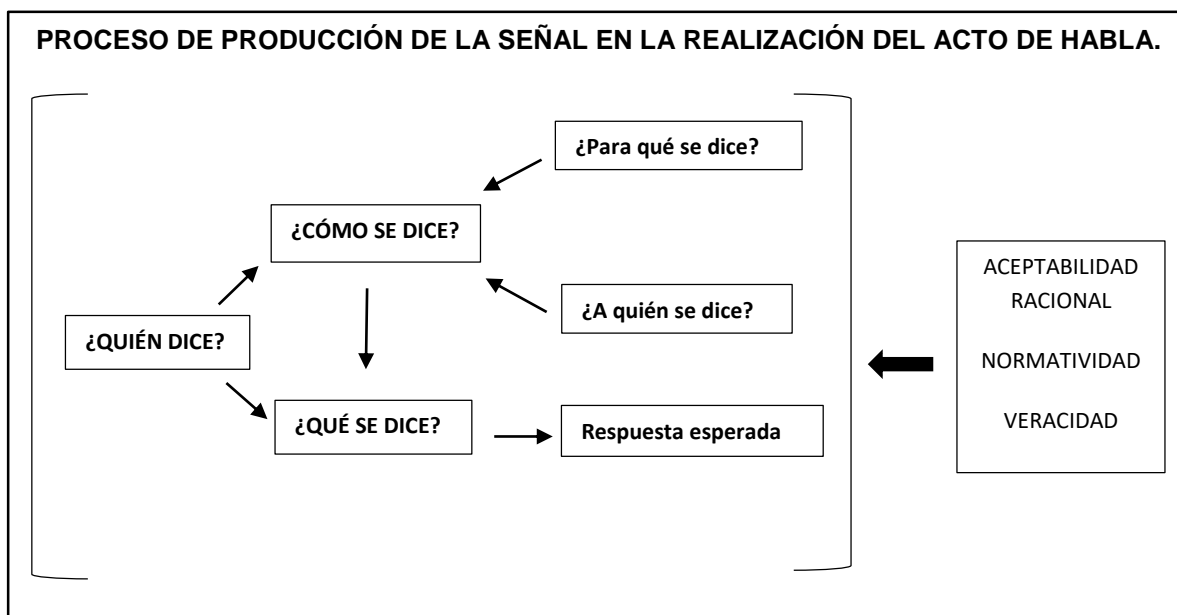 PROCESO DE PRODUCCIÓN DE LA SEÑAL EN LA REALIZACIÓN DEL ACTO DE HABLA.
¿Para qué se dice?
¿CÓMO SE DICE?
¿A quién se dice?
¿QUIÉN DICE?
¿QUÉ SE DICE?
Respuesta esperada
ACEPTABILIDAD
RACIONAL
NORMATIVIDAD
VERACIDAD